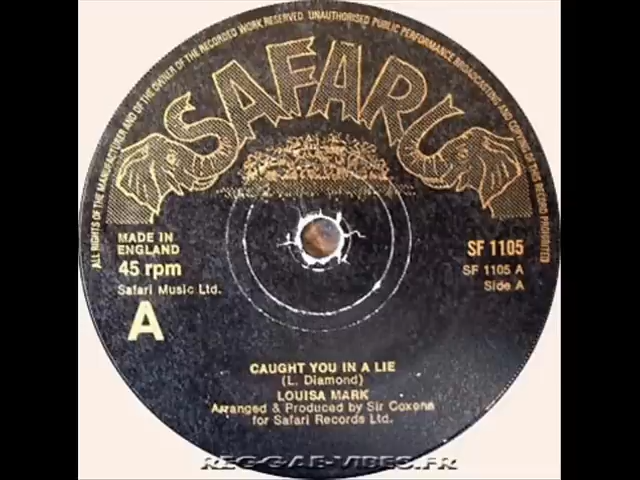 ALL RIGHTS OF THE MANUFACTURER AND OF THE OWNER OF THE RECORDED WORK RESERVED. UNAUTHORISED PUBLIC PERFORMANCE BROADCASTING AND COPYING OF THIS RECORD PROHIBITED
SAFARI
MADE IN
ENGLAND
45 rpm
Safari Music Ltd.
A
SF 1105
SF 1105 A
Side A
CAUGHT YOU IN A LIE
(L. Diamond)
LOUISA MARK
Arranged & Produced by Sir Coxone
for Safari Records Ltd.
REG-GAE-VIBES.FR